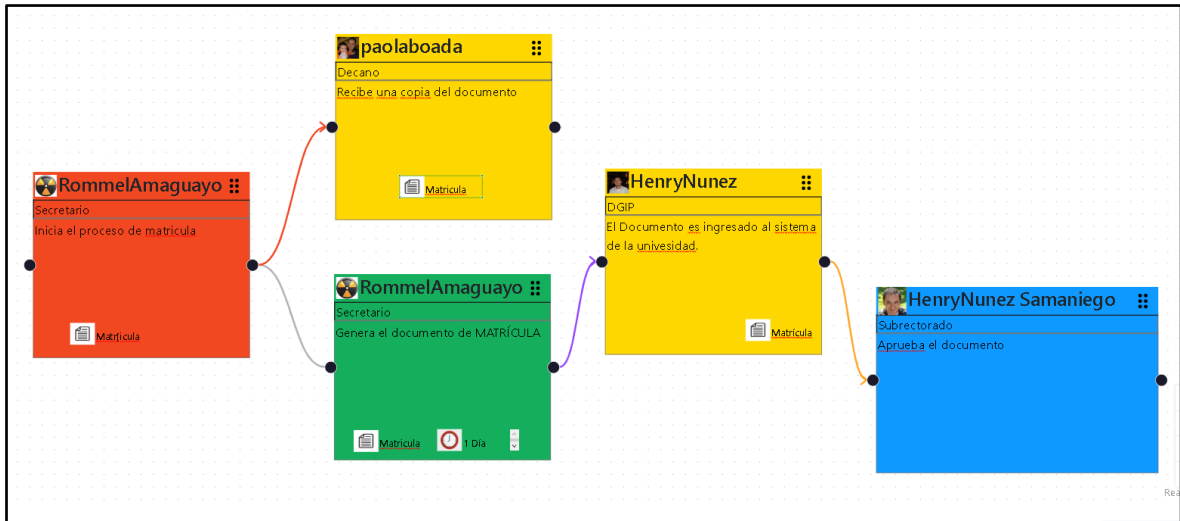 paolaboada
Decano
Recibe una copia del documento
Matricula
RommelAmaguayo
Secretario
Inicia el proceso de matricula
Matrícula
RommelAmaguayo
Secretario
Genera el documento de MATRÍCULA
Matricula
1 Día
HenryNunez
DGIP
El Documento es ingresado al sistema
de la univesidad.
Matrícula
HenryNunez Samaniego
Subrectorado
Aprueba el documento
Rea